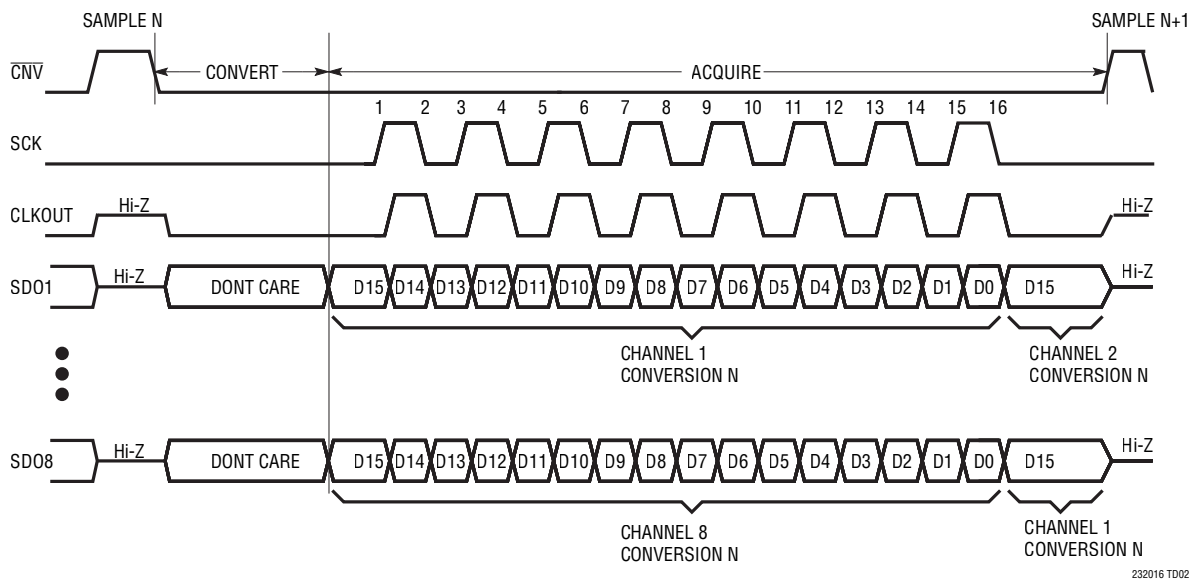 SAMPLE N
SAMPLE N+1
CNV
CONVERT
ACQUIRE
1 2 3 4 5 6 7 8 9 10 11 12 13 14 15 16
SCK
CLKOUT
Hi-Z
Hi-Z
SDO1
Hi-Z
DONT CARE
D15 D14 D13 D12 D11 D10 D9 D8 D7 D6 D5 D4 D3 D2 D1 D0
D15
Hi-Z
CHANNEL 1
CONVERSION N
CHANNEL 2
CONVERSION N
SDO8
Hi-Z
DONT CARE
D15 D14 D13 D12 D11 D10 D9 D8 D7 D6 D5 D4 D3 D2 D1 D0
D15
Hi-Z
CHANNEL 8
CONVERSION N
CHANNEL 1
CONVERSION N
232016 TD02